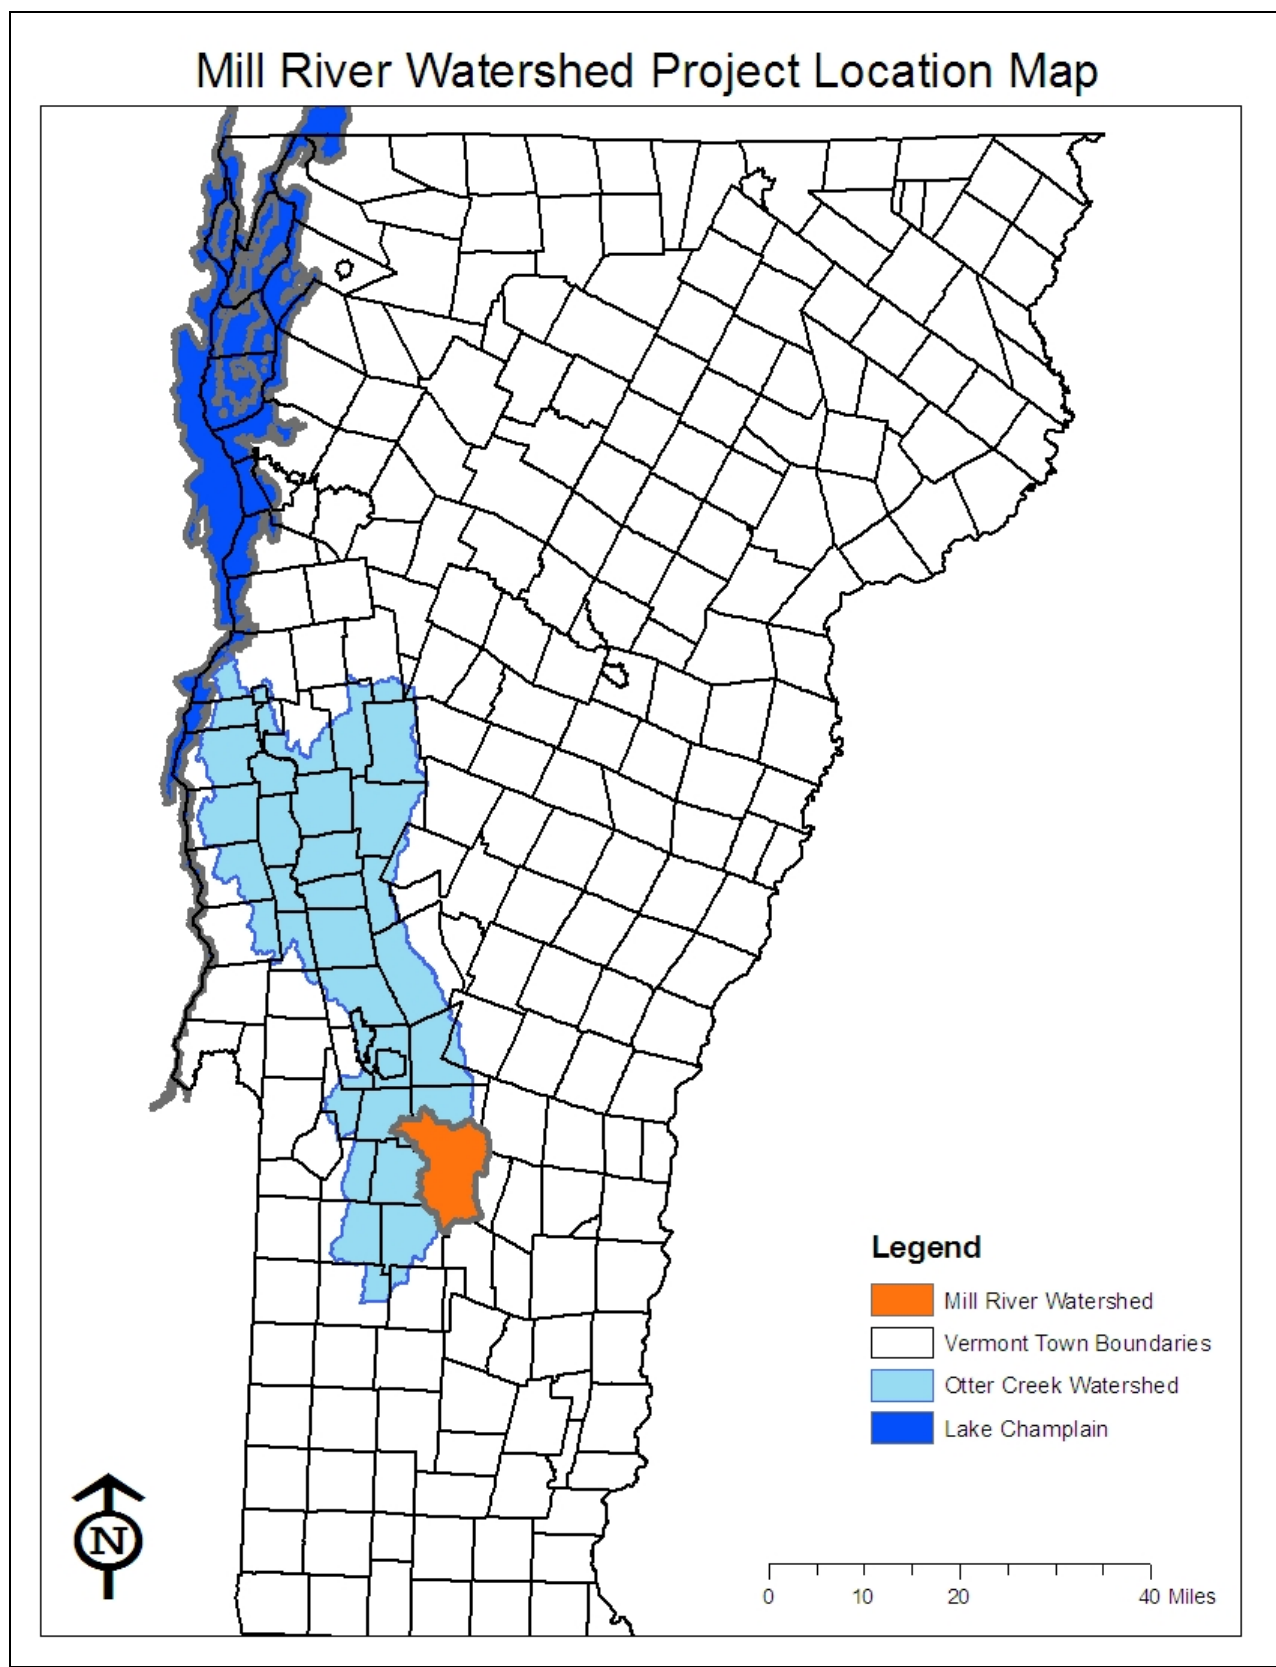 Mill River Watershed Project Location Map
Legend
Mill River Watershed
Vermont Town Boundaries
Otter Creek Watershed
Lake Champlain
N
0 10 20 40 Miles